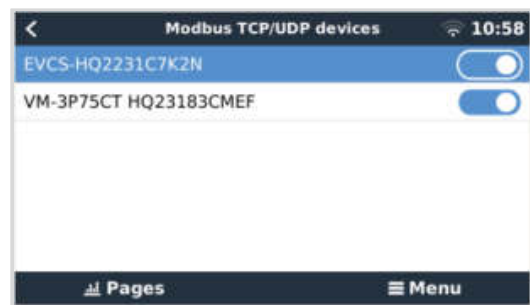 Modbus TCP/UDP devices 10:58
EVCS-HQ2231C7K2N
VM-3P75CT HQ23183CMEF
Pages Menu